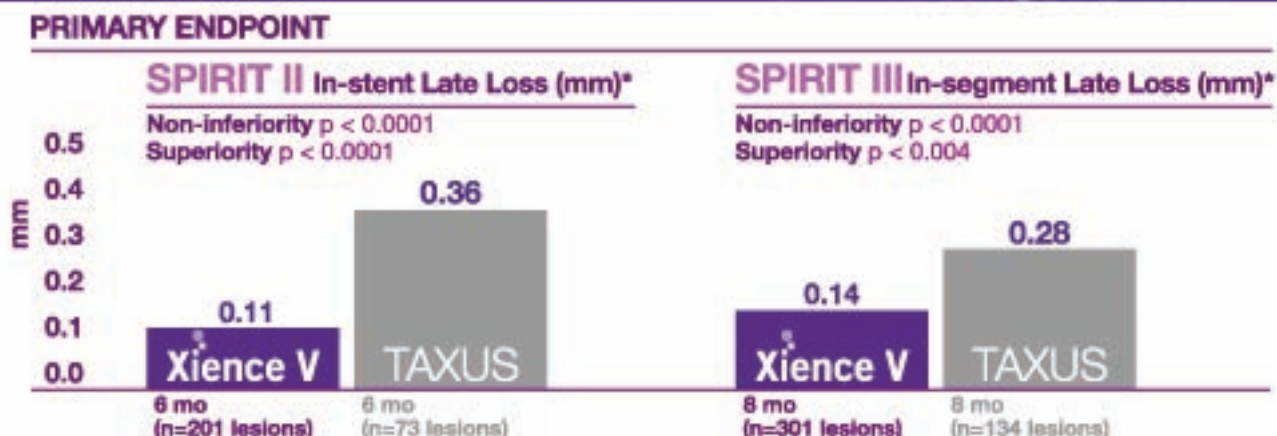 PRIMARY ENDPOINT
SPIRIT II In-stent Late Loss (mm)*
Non-inferiority p < 0.0001
Superiority p < 0.0001
SPIRIT III In-segment Late Loss (mm)*
Non-inferiority p < 0.0001
Superiority p < 0.004
mm
0.5
0.4
0.3
0.2
0.1
0.0
0.11
0.36
0.14
0.28
Xience V
TAXUS
Xience V
TAXUS
6 mo
(n=201 lesions)
6 mo
(n=73 lesions)
8 mo
(n=301 lesions)
8 mo
(n=134 lesions)